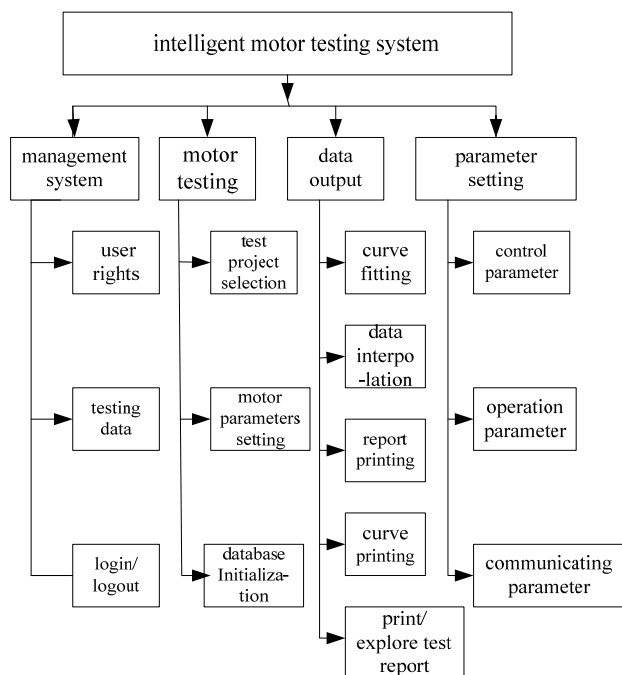 intelligent motor testing system
management
system
motor
testing
data
output
parameter
setting
user
rights
testing
data
login/
logout
test
project
selection
motor
parameters
setting
database
Initializa-
tion
curve
fitting
data
interpo
-lation
report
printing
curve
printing
print/
explore test
report
control
parameter
operation
parameter
communicating
parameter